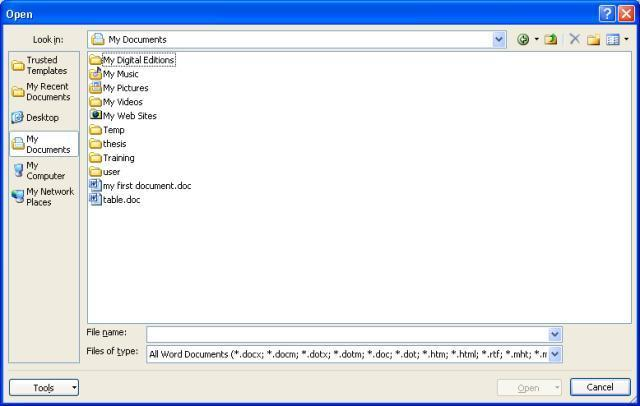 Open
Look in:
My Documents
Trusted
Templates
My Recent
Documents
Desktop
My
Documents
My
Computer
My Network
Places
My Digital Editions
My Music
My Pictures
My Videos
My Web Sites
Temp
thesis
Training
user
my first document.doc
table.doc
File name:
Files of type:
All Word Documents (*.docx; *.docm; *.dotx; *.dotm; *.doc; *.dot; *.htm; *.html; *.rtf; *.mht; *.m
Tools
Open
Cancel